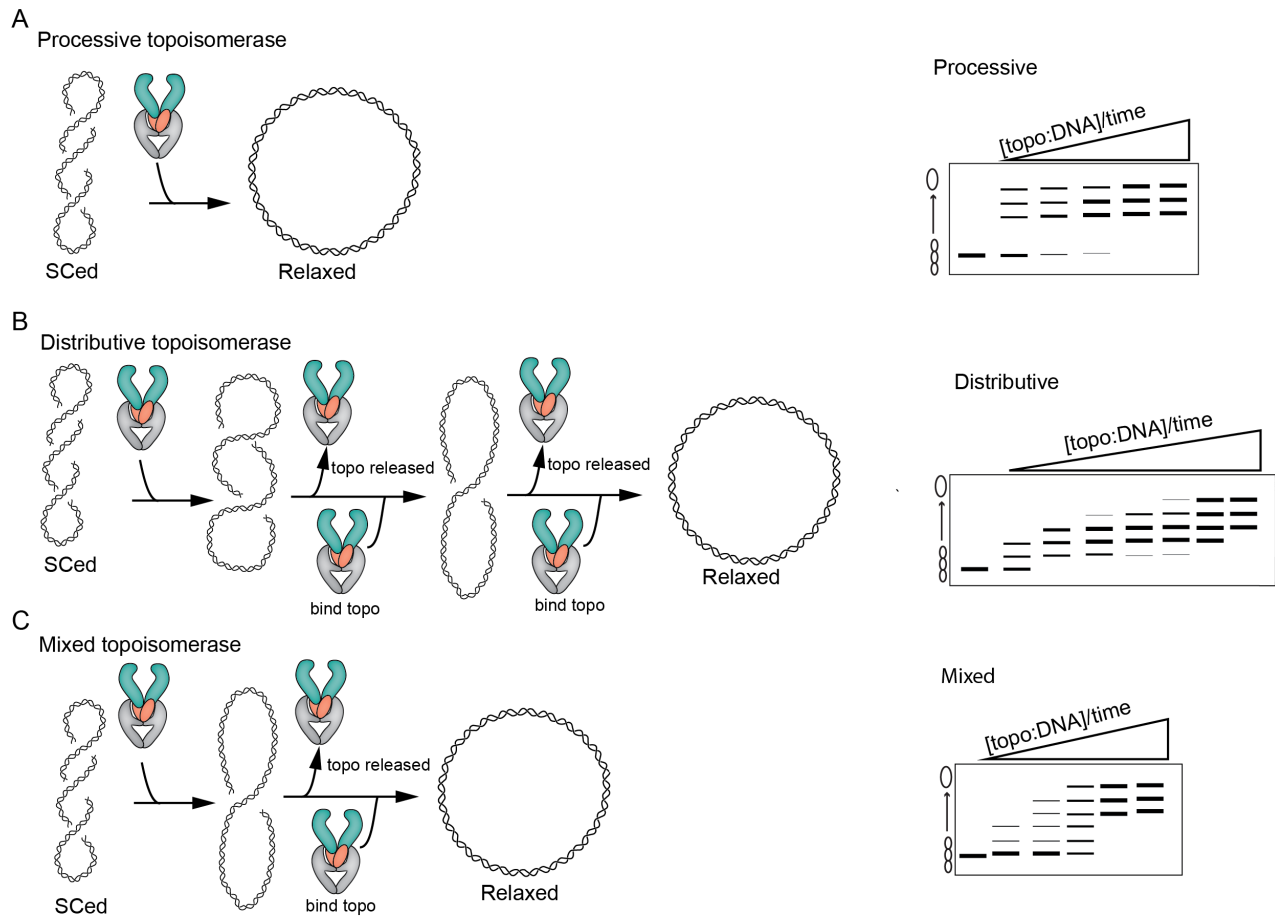 A
Processive topoisomerase
SCed
Relaxed
Processive
[topo:DNA]/time
B
Distributive topoisomerase
SCed
topo released
bind topo
topo released
bind topo
Relaxed
Distributive
[topo:DNA]/time
C
Mixed topoisomerase
SCed
topo released
bind topo
Relaxed
Mixed
[topo:DNA]/time